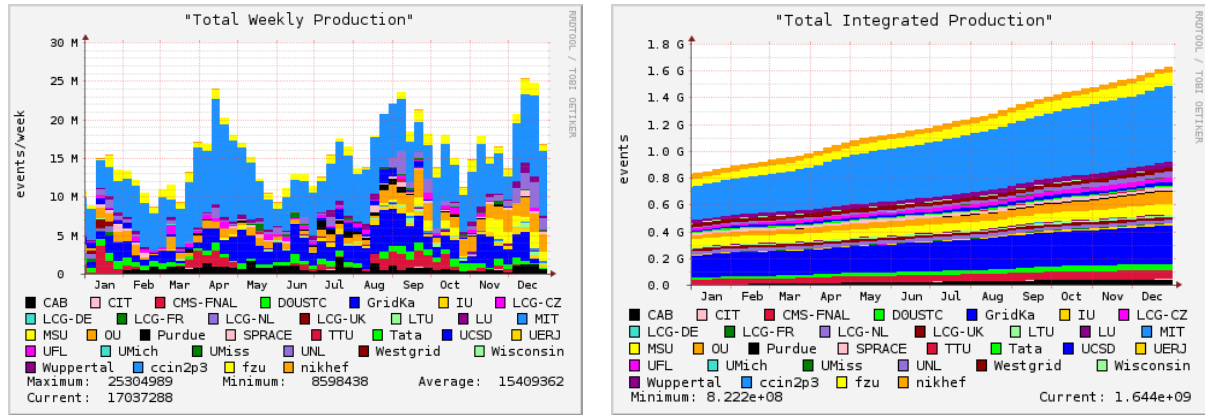 "Total Weekly Production"
RRDTOOL / TOBI OETIKER
30 M
25 M
20 M
15 M
10 M
5 M
0
events/week
Jan Feb Mar Apr May Jun Jul Aug Sep Oct Nov Dec
CAB CIT CMS-FNAL DOUSTC GridKa IU LCG-CZ
LCG-DE LCG-FR LCG-NL LCG-UK LTU LU MIT
MSU OU Purdue SPRACE TTU Tata UCSD UERJ
UFL UMich UMiss UNL Westgrid Wisconsin
Wuppertal ccin2p3 fzu nikhef
Maximum: 25304989 Minimum: 8598438 Average: 15409362
Current: 17037288
"Total Integrated Production"
RRDTOOL / TOBI OETIKER
1.8 G
1.6 G
1.4 G
1.2 G
1.0 G
0.8 G
0.6 G
0.4 G
0.2 G
0.0
events
Jan Feb Mar Apr May Jun Jul Aug Sep Oct Nov Dec
CAB CIT CMS-FNAL DOUSTC GridKa IU LCG-CZ
LCG-DE LCG-FR LCG-NL LCG-UK LTU LU MIT
MSU OU Purdue SPRACE TTU Tata UCSD UERJ
UFL UMich UMiss UNL Westgrid Wisconsin
Wuppertal ccin2p3 fzu nikhef
Minimum: 8.222e+08 Current: 1.644e+09